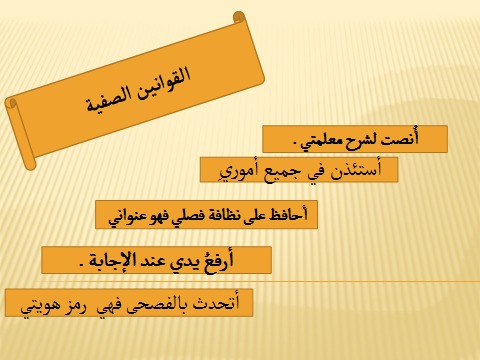 القوانين الصفية
أُنصت لشرح معلمتي .
أستئذن في جميع أموري
أحافظ على نظافة فصلي فهو عنواني
أرفعُ يدي عند الإجابة .
أتحدث بالفصحى فهي رمز هويتي